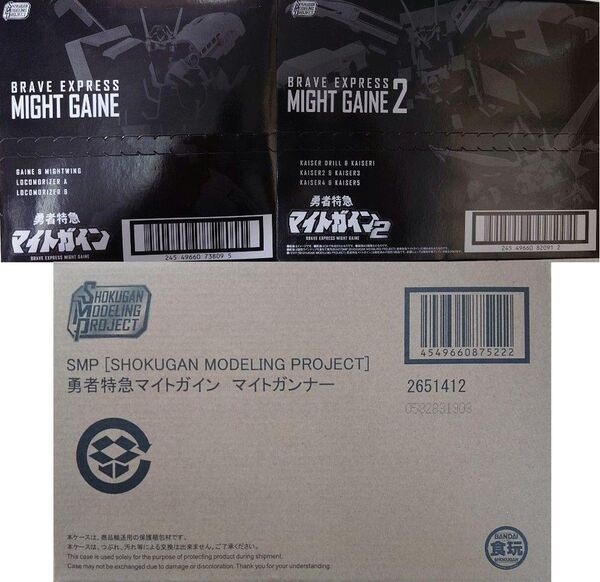 SHOKUGAN
MODELING
PROJECT
BRAVE EXPRESS
MIGHT GAINE
GAINE & MIGHTWING
LOCOMORIZER A
LOCOMORIZER B
勇者特急
マイトガイン
BRAVE EXPRESS MIGHT GAINE
245 49660 73809 5
SHOKUGAN
MODELING
PROJECT
BRAVE EXPRESS
MIGHT GAINE 2
KAISER DRILL & KAISER1
KAISER2 & KAISER3
KAISER4 & KAISER5
勇者特急
マイトガイン2
BRAVE EXPRESS MIGHT GAINE
245 49660 82091 2
SHOKUGAN
MODELING
PROJECT
4549660875222
SMP [SHOKUGAN MODELING PROJECT]
勇者特急マイトガイン マイトガンナー
2651412
0582831903
本ケースは、商品輸送用の保護梱包材です。
本ケースは、つぶれ、汚れ等による交換は出来ません、ご了承ください。
This case is used solely for the purpose of protecting product during shipment.
Case may not be exchanged due to damage or discoloration. Thank you for your understanding.
BANDAI
食玩